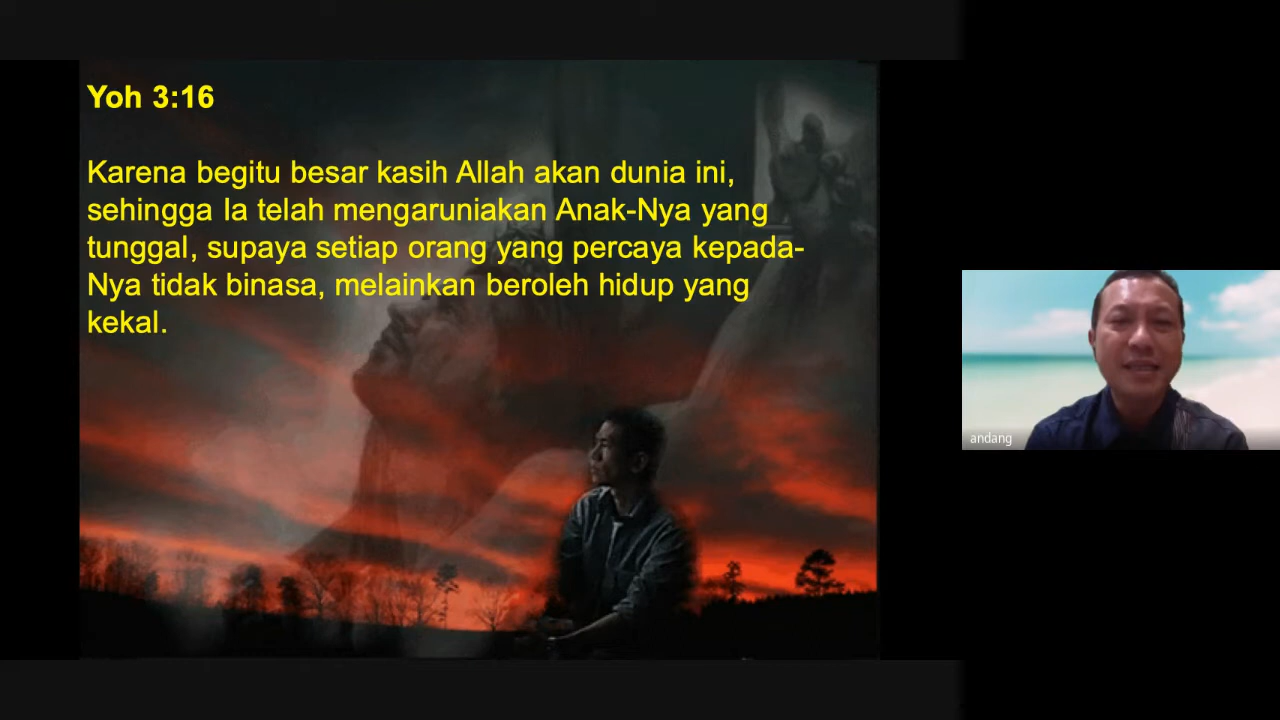 Yoh 3:16
Karena begitu besar kasih Allah akan dunia ini,
sehingga Ia telah mengaruniakan Anak-Nya yang
tunggal, supaya setiap orang yang percaya kepada-
Nya tidak binasa, melainkan beroleh hidup yang
kekal.
andang